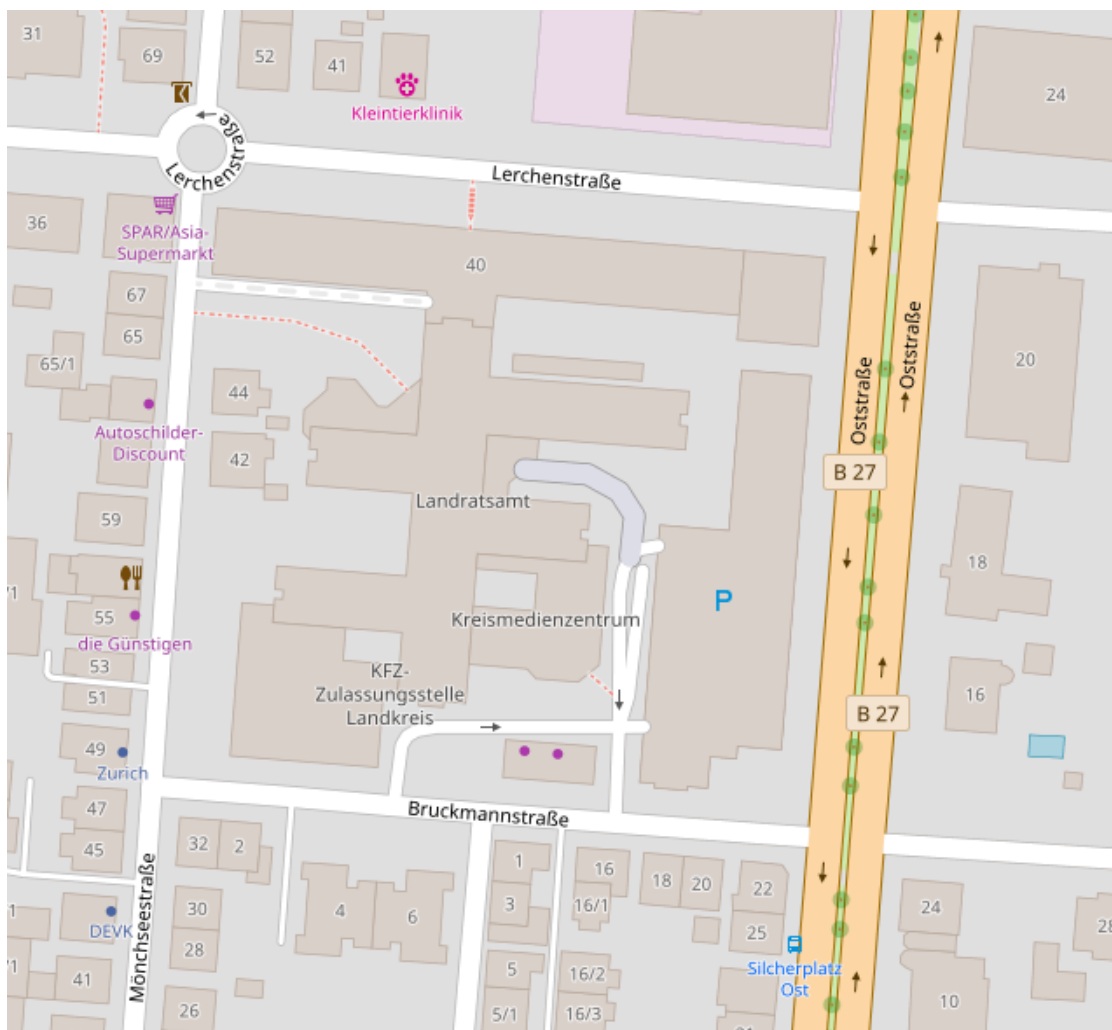 31
69
52
41
Kleintierklinik
24
Lerchenstraße
Lerchenstraße
36
SPAR/Asia-
Supermarkt
40
67
65
65/1
44
Autoschilder-
Discount
42
Oststraße
Oststraße
20
B 27
Landratsamt
59
18
/1
P
55
die Günstigen
Kreismedienzentrum
53
51
KFZ-
Zulassungsstelle
Landkreis
16
B 27
49
Zurich
47
45
Bruckmannstraße
32
2
1
16
18
20
22
3
16/1
4
6
30
28
25
24
DEVK
Mönchseestraße
Silcherplatz
Ost
28
/1
41
5
16/2
26
5/1
16/3
10